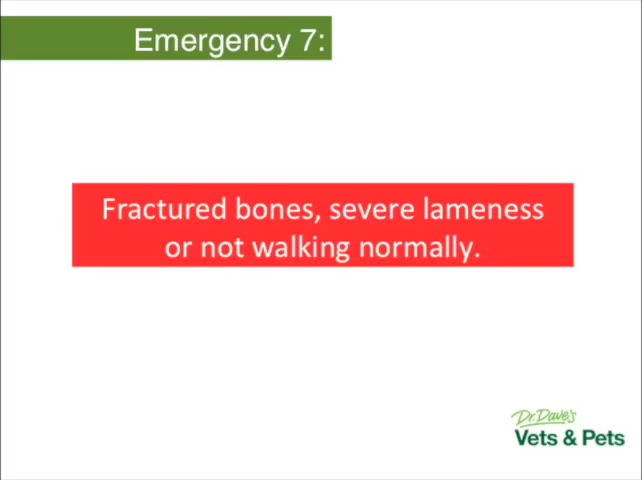 Emergency 7:
Fractured bones, severe lameness
or not walking normally.
Dr. Dave's
Vets & Pets